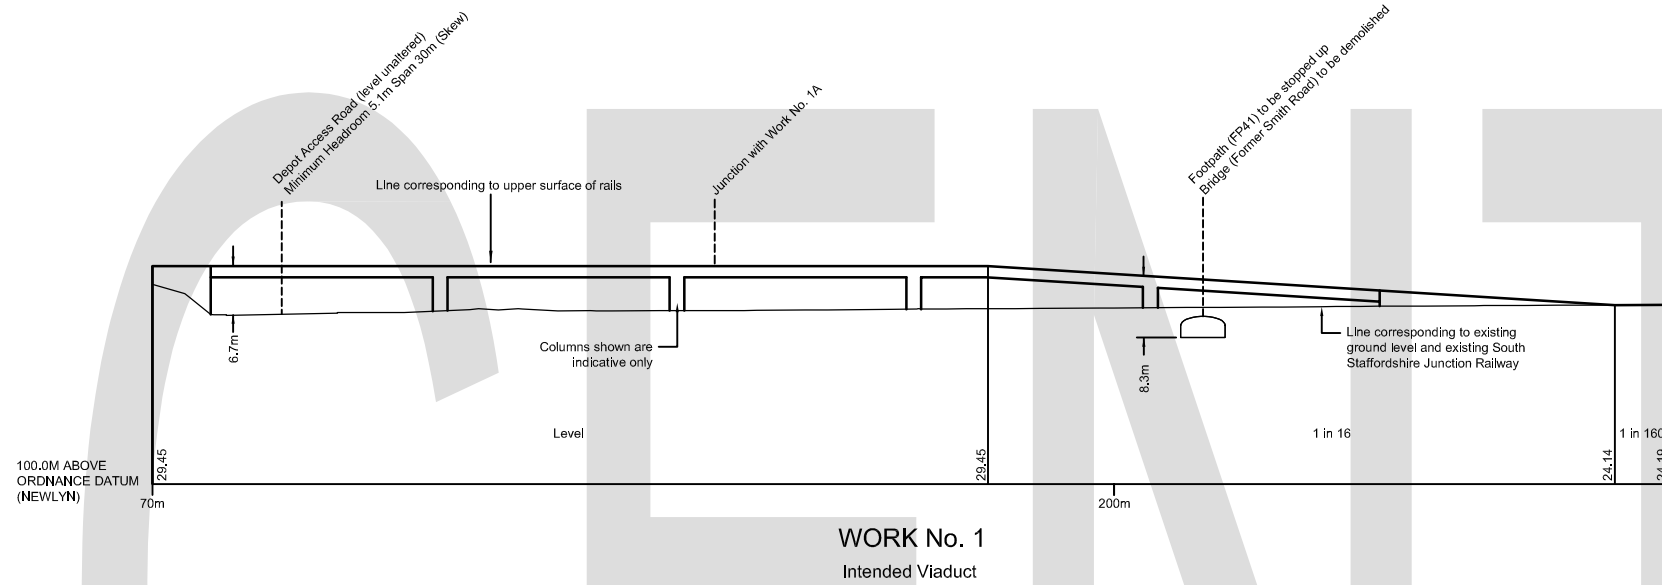 Depot Access Road (level unaltered)
Minimum Headroom 5.1m Span 30m (Skew)
Line corresponding to upper surface of rails
Junction with Work No. 1A
Footpath (FP41) to be stopped up
Bridge (Former Smith Road) to be demolished
6.7m
Columns shown are
indicative only
8.3m
Line corresponding to existing
ground level and existing South
Staffordshire Junction Railway
Level
1 in 16
1 in 160
100.0M ABOVE
ORDNANCE DATUM
(NEWLYN)
29.45
29.45
24.14
24.19
70m
200m
WORK No. 1
Intended Viaduct
CENT